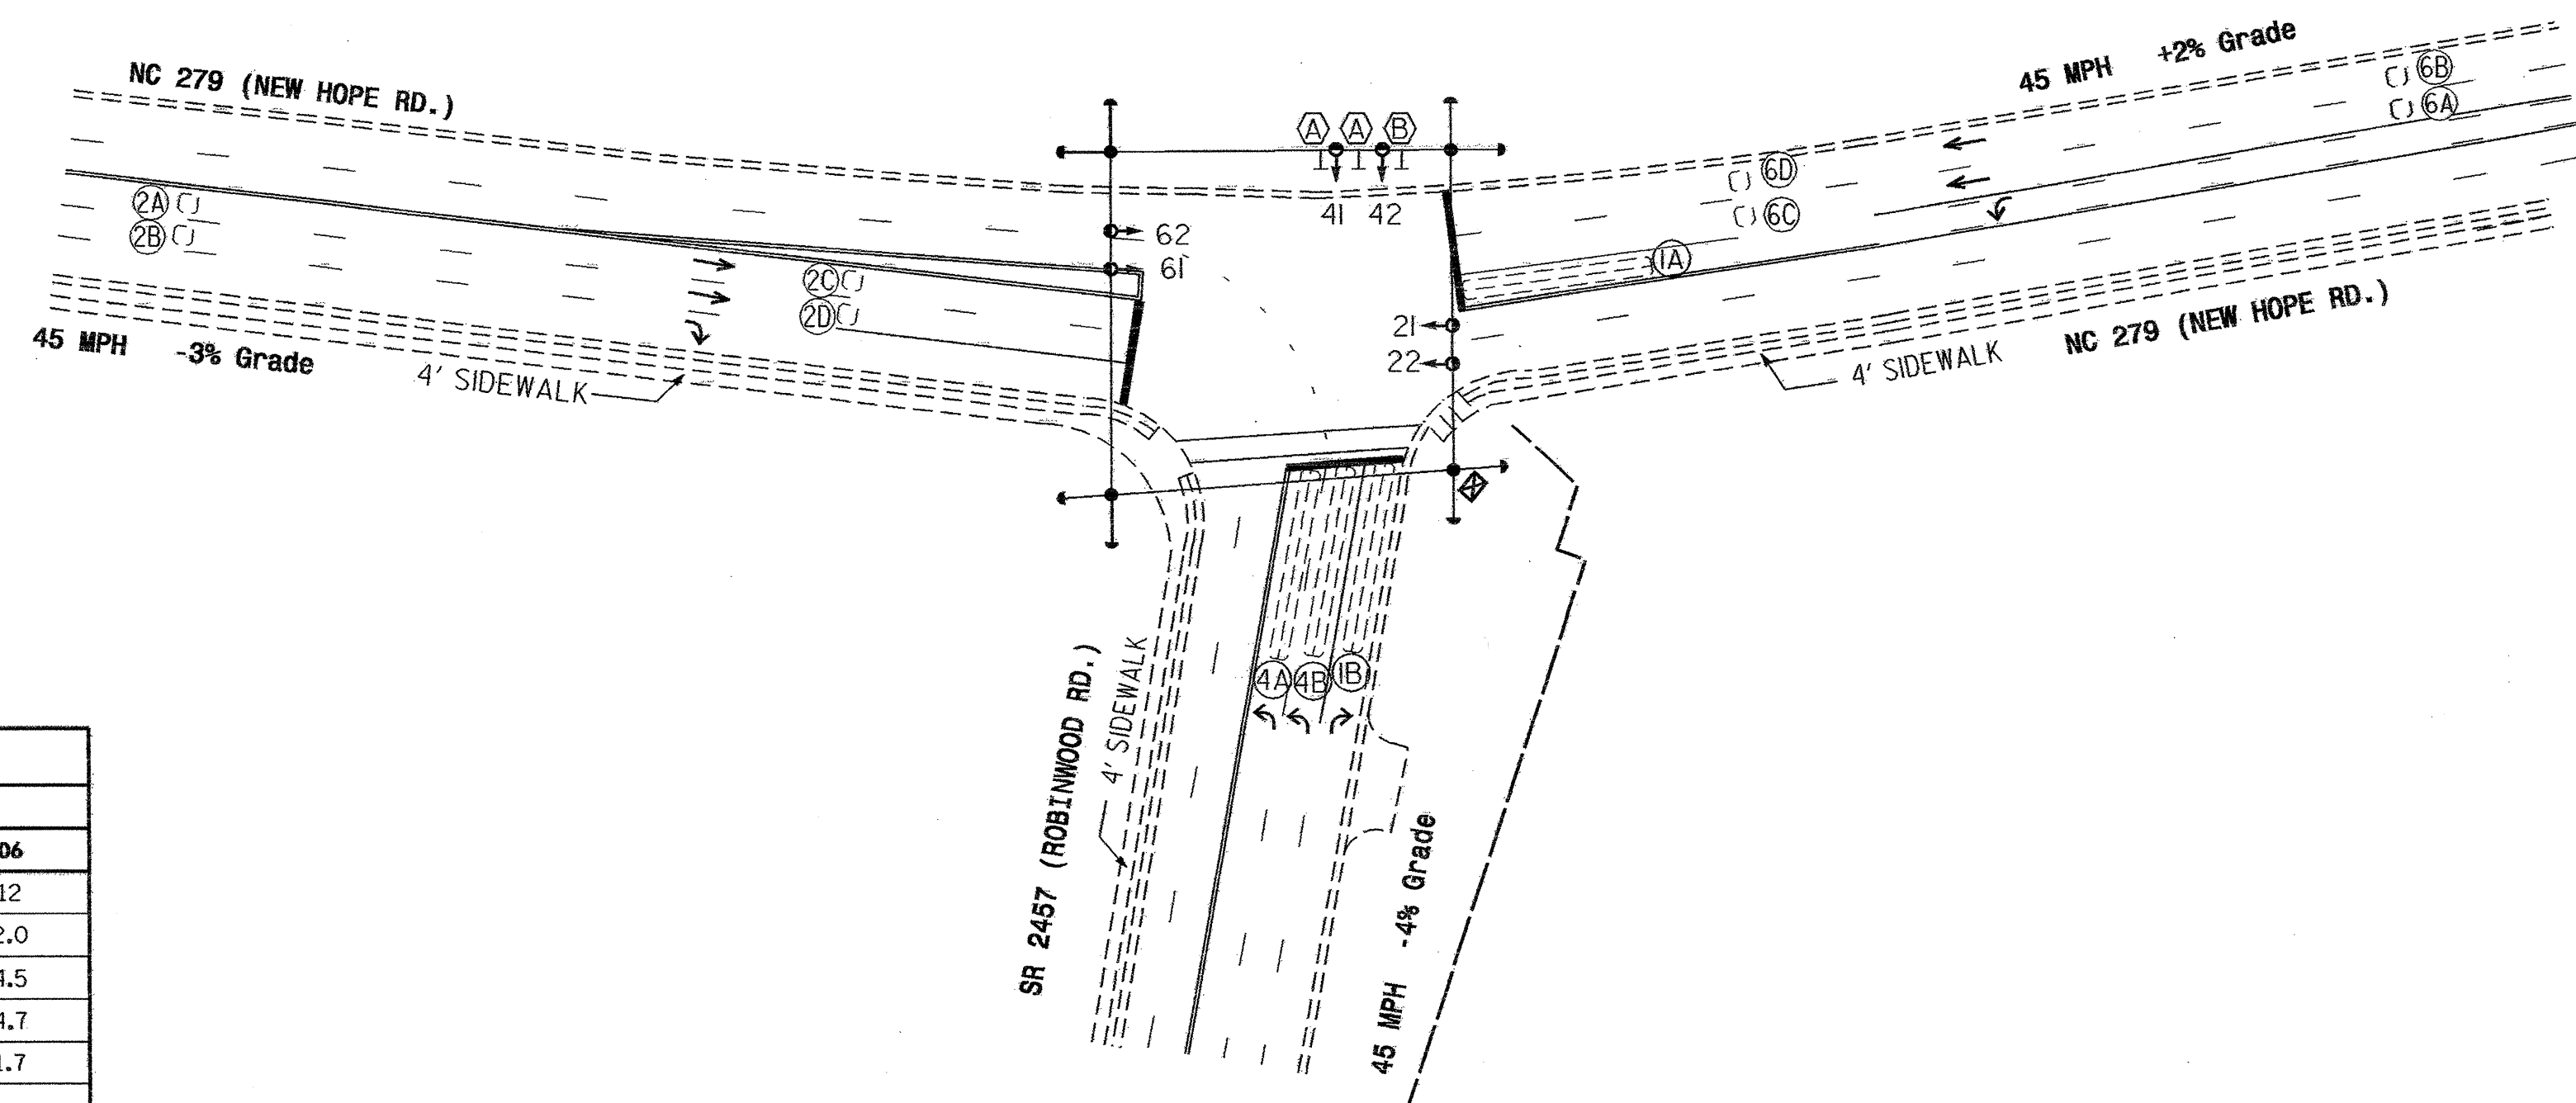 NC 279 (NEW HOPE RD.)
45 MPH +2% Grade
6B
6A
A A B
6D
6C
41 42
2A
2B
62
61
1A
2C
2D
21
22
45 MPH -3% Grade
4' SIDEWALK
4' SIDEWALK
NC 279 (NEW HOPE RD.)
4A 4B 1B
SR 2457 (ROBINWOOD RD.)
4' SIDEWALK
45 MPH -4% Grade
06
12
2.0
4.5
4.7
1.7